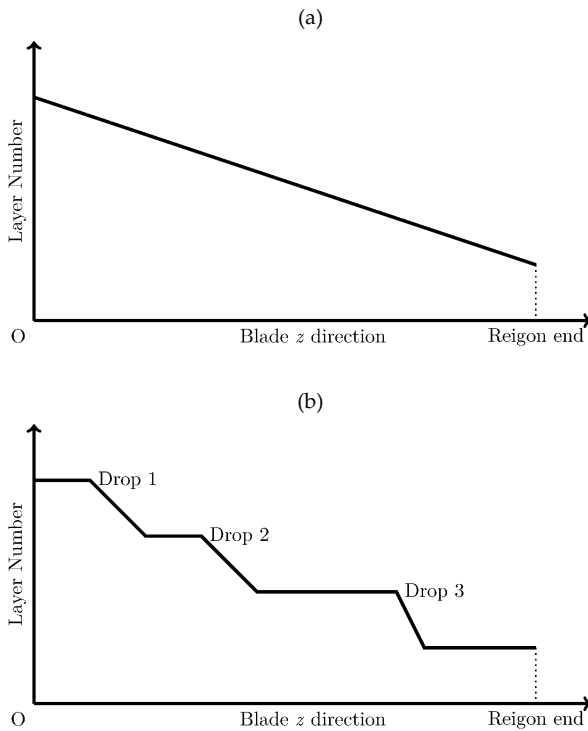 (a)
Layer Number
O
Blade z direction
Reigon end
(b)
Drop 1
Drop 2
Drop 3
Layer Number
O
Blade z direction
Reigon end